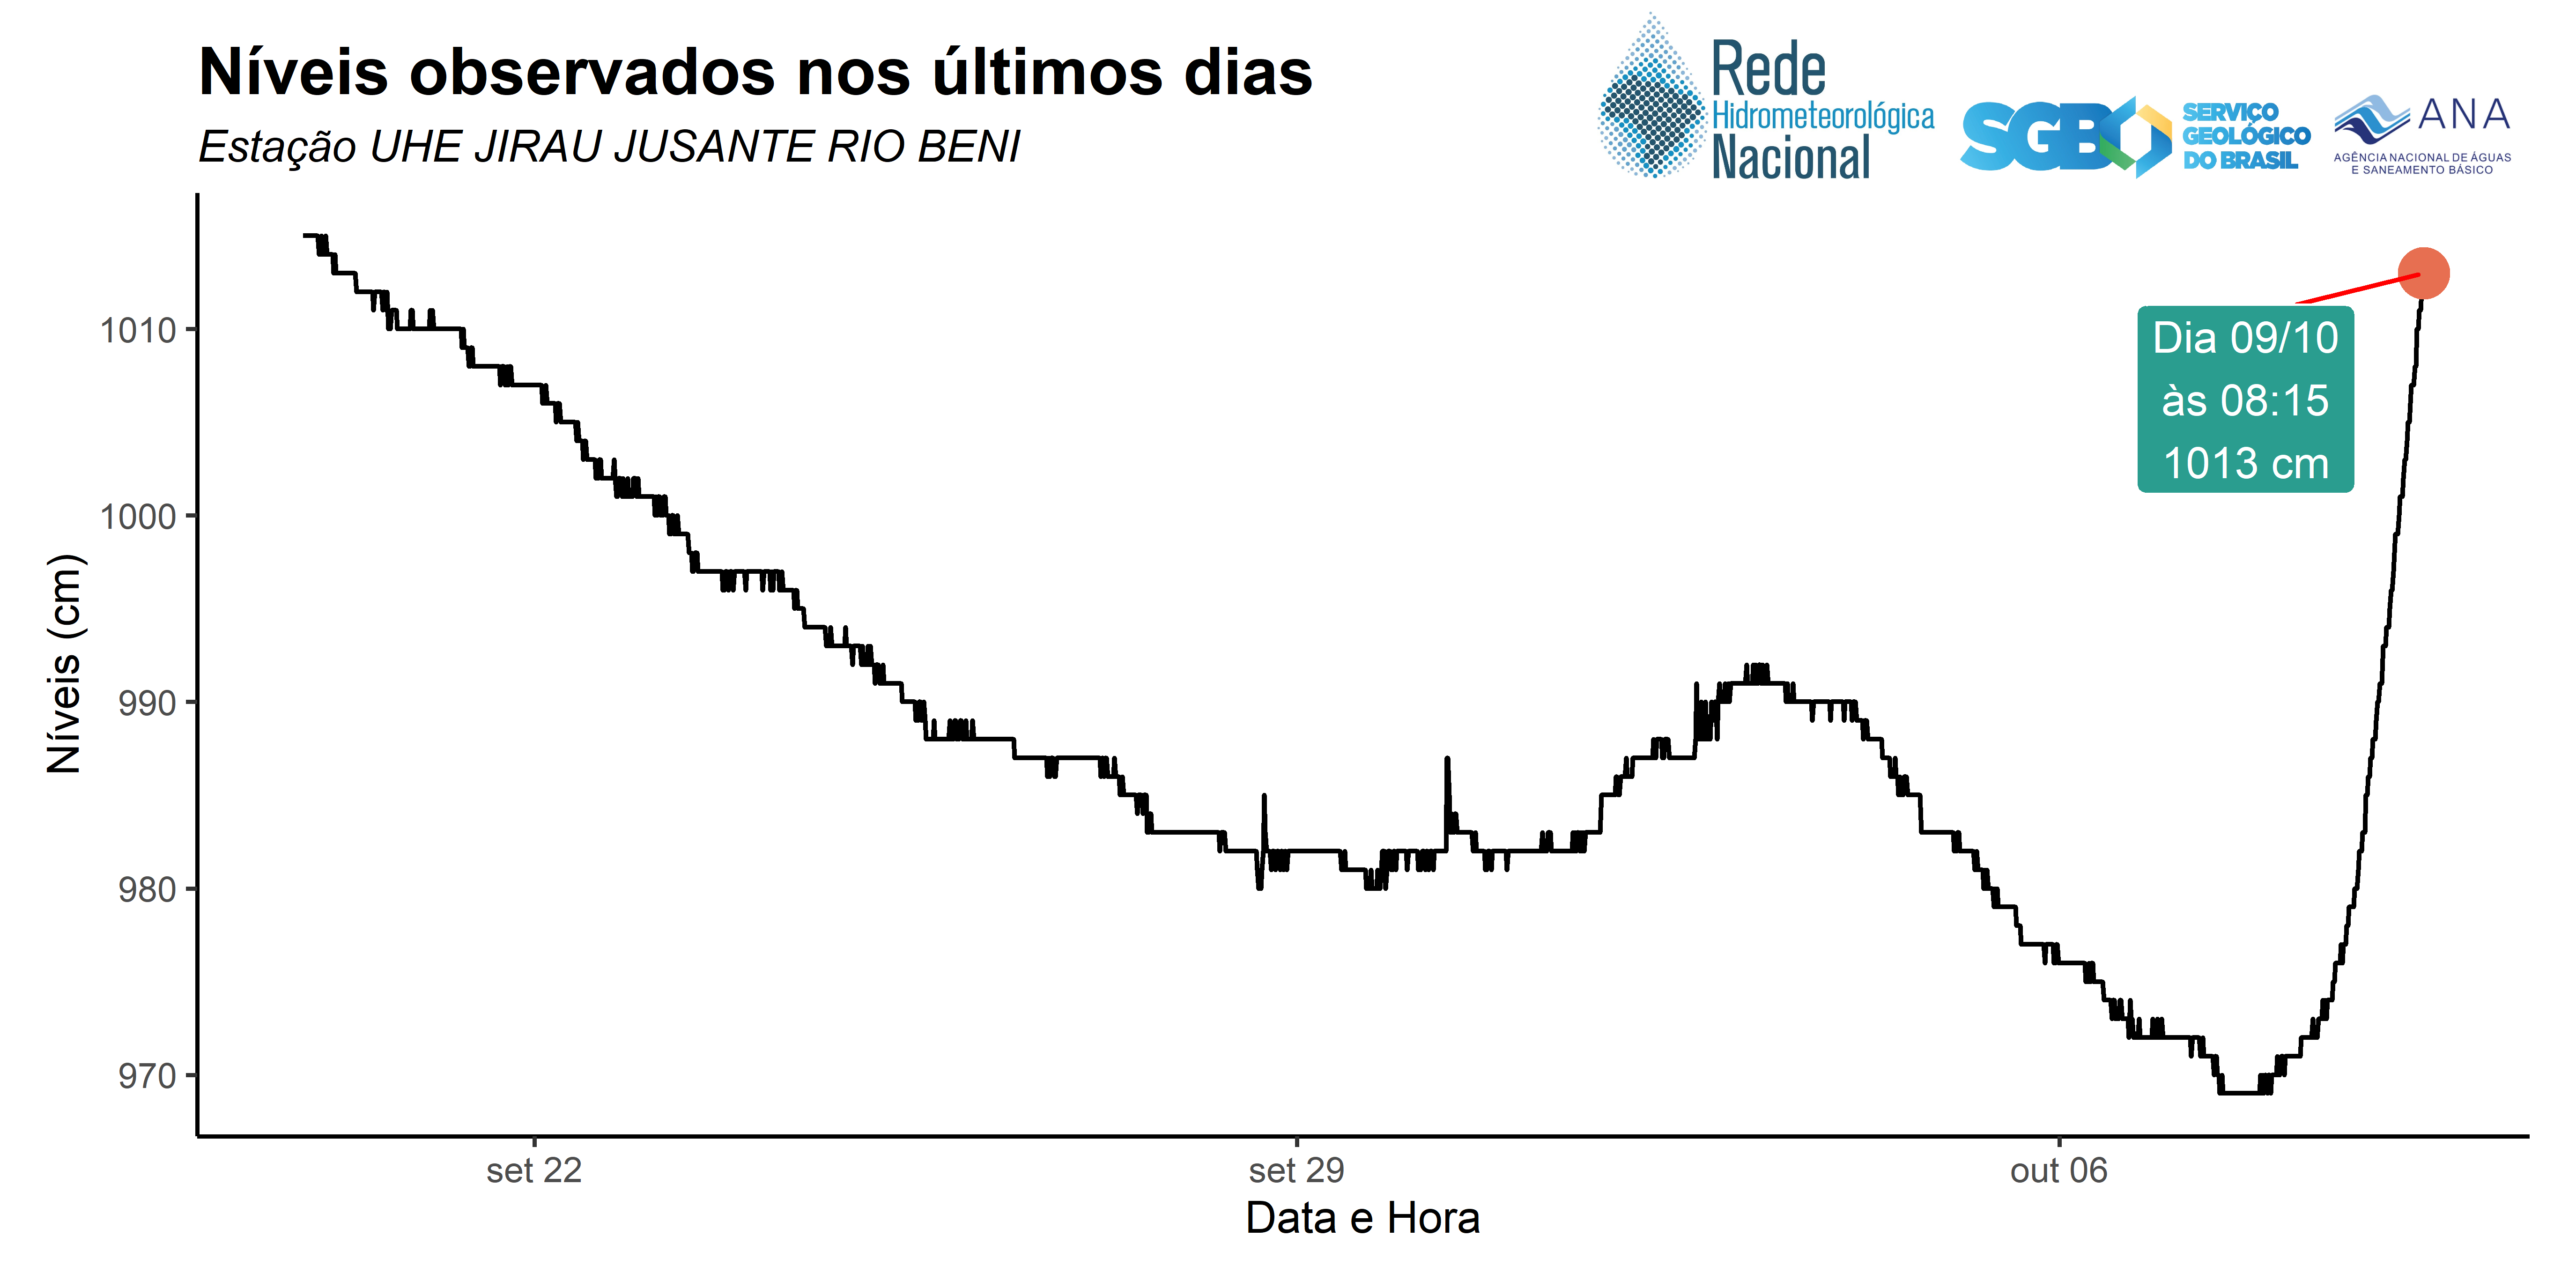 Níveis observados nos últimos dias
Estação UHE JIRAU JUSANTE RIO BENI
Rede
Hidrometeorológica
Nacional
SGB
SERVIÇO
GEOLÓGICO
DO BRASIL
ANA
AGÊNCIA NACIONAL DE ÁGUAS
E SANEAMENTO BÁSICO
Níveis (cm)
1010
1000
990
980
970
Dia 09/10
às 08:15
1013 cm
set 22
set 29
out 06
Data e Hora